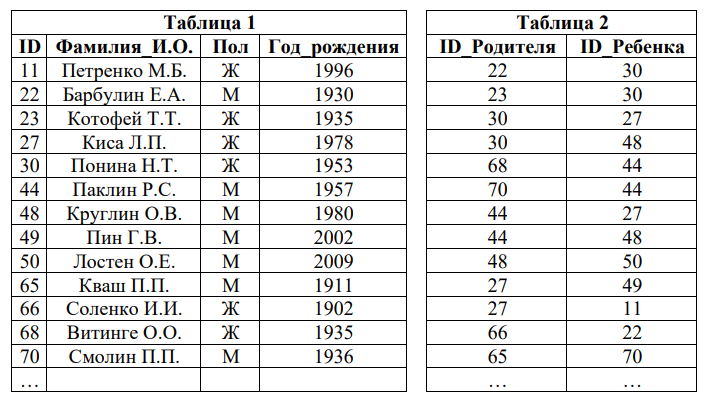 Таблица 1
ID Фамилия_И.О. Пол Год_рождения
11 Петренко М.Б. Ж 1996
22 Барбулин Е.А. М 1930
23 Котофей Т.Т. Ж 1935
27 Киса Л.П. Ж 1978
30 Понина Н.Т. Ж 1953
44 Паклин Р.С. М 1957
48 Круглин О.В. М 1980
49 Пин Г.В. М 2002
50 Лостен О.Е. М 2009
65 Кваш П.П. М 1911
66 Соленко И.И. Ж 1902
68 Витинге О.О. Ж 1935
70 Смолин П.П. М 1936
…
Таблица 2
ID_Родителя ID_Ребенка
22 30
23 30
30 27
30 48
68 44
70 44
44 27
44 48
48 50
27 49
27 11
66 22
65 70
… …